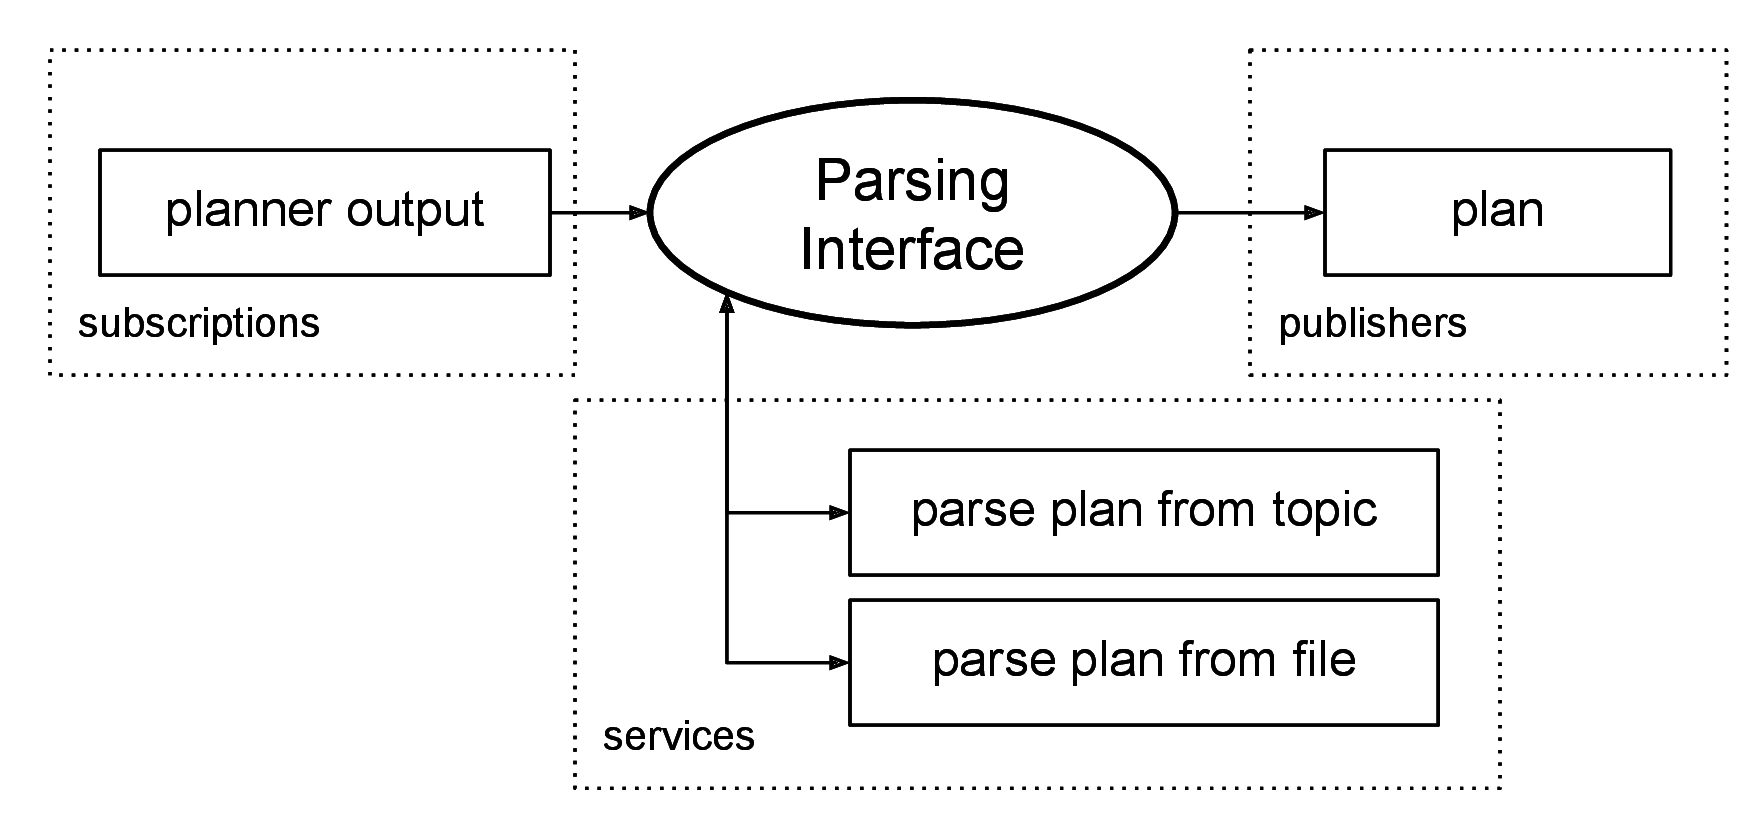 planner output
subscriptions
Parsing
Interface
plan
publishers
parse plan from topic
parse plan from file
services